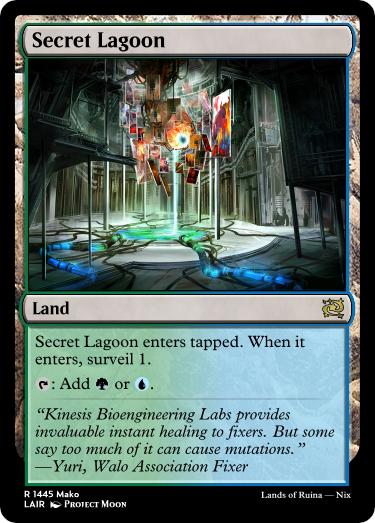 Secret Lagoon
Land
Secret Lagoon enters tapped. When it
enters, surveil 1.
: Add or .
“Kinesis Bioengineering Labs provides
invaluable instant healing to fixers. But some
say too much of it can cause mutations.”
—Yuri, Walo Association Fixer
R 1445 Mako
Lands of Ruina — Nix
LAIR Project Moon